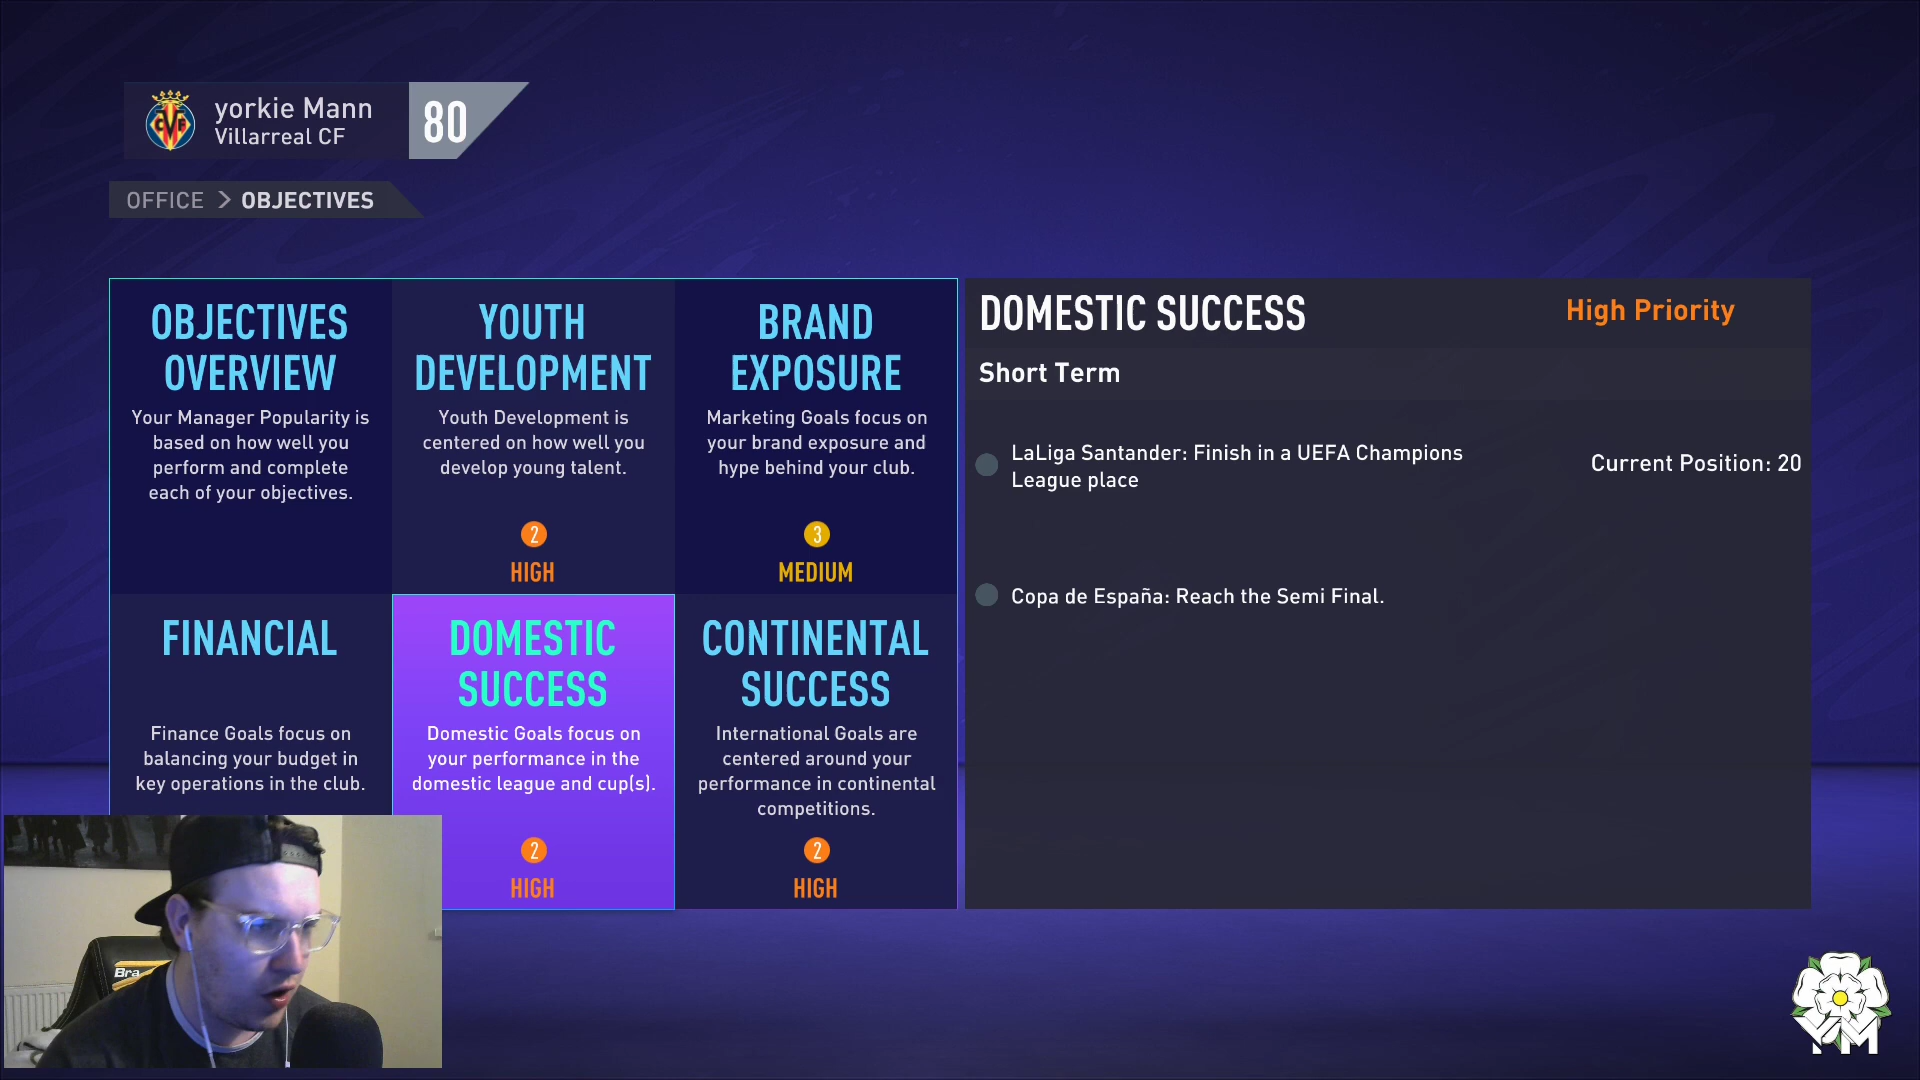 yorkie Mann
Villarreal CF
80
OFFICE > OBJECTIVES
OBJECTIVES
OVERVIEW
Your Manager Popularity is
based on how well you
perform and complete
each of your objectives.
YOUTH
DEVELOPMENT
Youth Development is
centered on how well you
develop young talent.
2
HIGH
BRAND
EXPOSURE
Marketing Goals focus on
your brand exposure and
hype behind your club.
3
MEDIUM
FINANCIAL
Finance Goals focus on
balancing your budget in
key operations in the club.
DOMESTIC
SUCCESS
Domestic Goals focus on
your performance in the
domestic league and cup(s).
2
HIGH
CONTINENTAL
SUCCESS
International Goals are
centered around your
performance in continental
competitions.
2
HIGH
DOMESTIC SUCCESS
High Priority
Short Term
LaLiga Santander: Finish in a UEFA Champions
League place
Current Position: 20
Copa de España: Reach the Semi Final.
Bra
YM